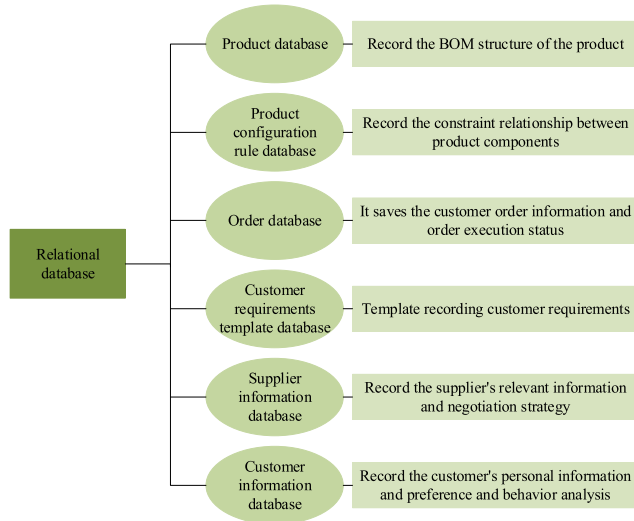 Product database
Record the BOM structure of the product
Product
configuration
rule database
Record the constraint relationship between
product components
Order database
It saves the customer order information and
order execution status
Relational
database
Customer
requirements
template database
Template recording customer requirements
Supplier
information
database
Record the supplier's relevant information
and negotiation strategy
Customer
information
database
Record the customer's personal information
and preference and behavior analysis